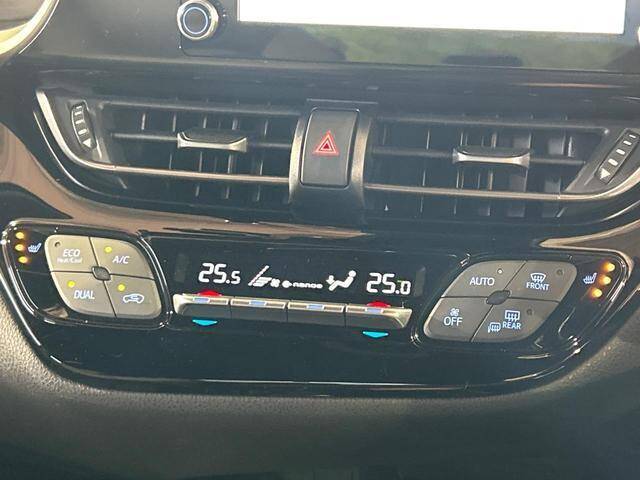 ECO
Heat/Cool
A/C
DUAL
25.5
nanoe
25.0
AUTO
FRONT
OFF
REAR